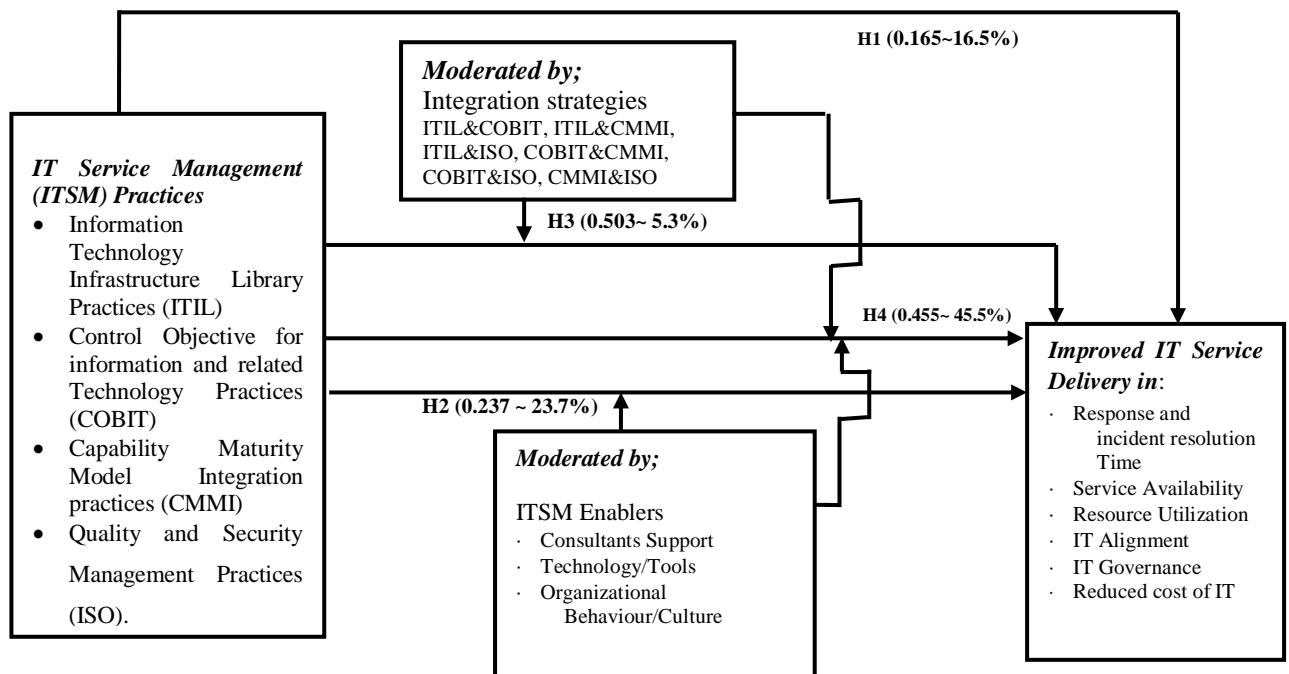 H1 (0.165~16.5%)
Moderated by;
Integration strategies
ITIL&COBIT, ITIL&CMMI,
ITIL&ISO, COBIT&CMMI,
COBIT&ISO, CMMI&ISO
IT Service Management
(ITSM) Practices
• Information
Technology
Infrastructure Library
Practices (ITIL)
• Control Objective for
information and related
Technology Practices
(COBIT)
• Capability Maturity
Model Integration
practices (CMMI)
• Quality and Security
Management Practices
(ISO).
H3 (0.503~ 5.3%)
H4 (0.455~ 45.5%)
H2 (0.237 ~ 23.7%)
Moderated by;
ITSM Enablers
· Consultants Support
· Technology/Tools
· Organizational
Behaviour/Culture
Improved IT Service
Delivery in:
· Response and
incident resolution
Time
· Service Availability
· Resource Utilization
· IT Alignment
· IT Governance
· Reduced cost of IT